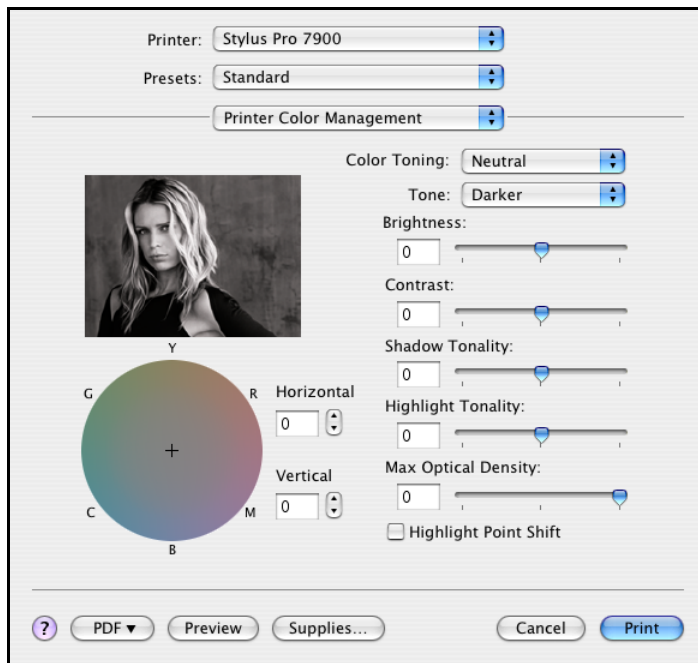 Printer: Stylus Pro 7900
Presets: Standard
Printer Color Management
Color Toning: Neutral
Tone: Darker
Brightness:
0
Contrast:
0
Shadow Tonality:
0
Highlight Tonality:
0
Max Optical Density:
0
Highlight Point Shift
Y
G R
C M
B
Horizontal
0
Vertical
0
? PDF▼ Preview Supplies... Cancel Print